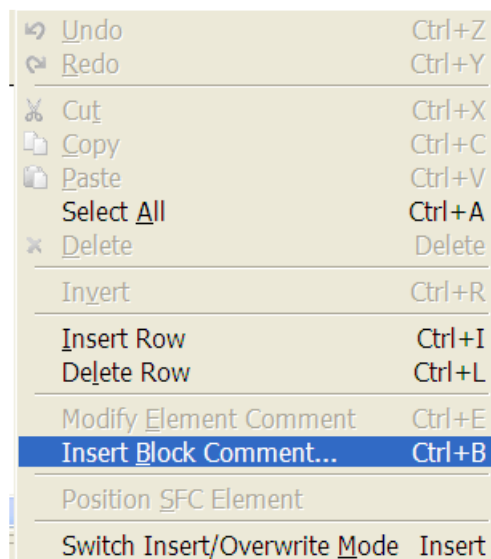 Undo Ctrl+Z
Redo Ctrl+Y
Cut Ctrl+X
Copy Ctrl+C
Paste Ctrl+V
Select All Ctrl+A
Delete Delete
Invert Ctrl+R
Insert Row Ctrl+I
Delete Row Ctrl+L
Modify Element Comment Ctrl+E
Insert Block Comment... Ctrl+B
Position SFC Element
Switch Insert/Overwrite Mode Insert